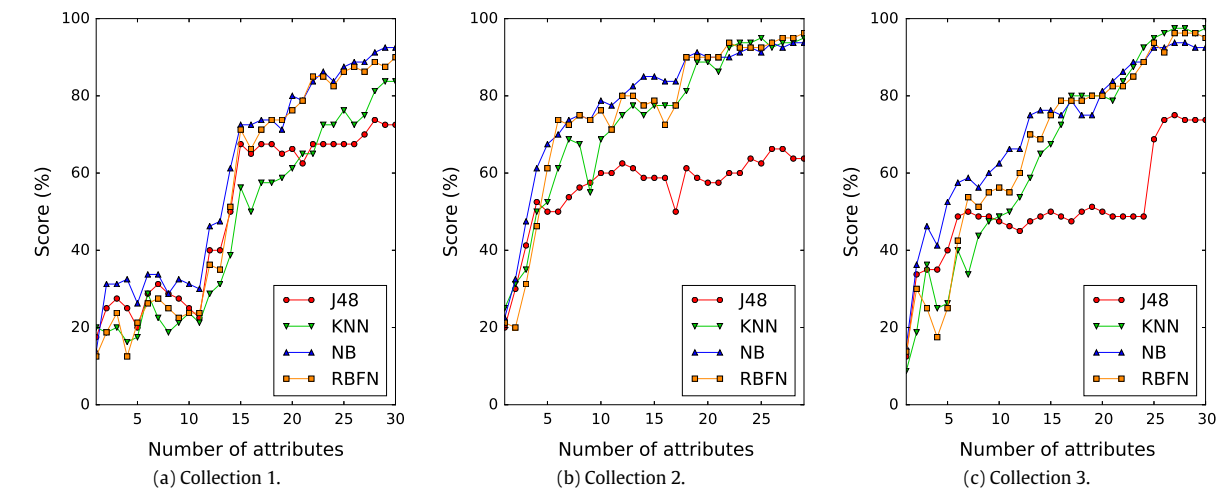 100
80
60
40
20
0
Score (%)
5 10 15 20 25 30
Number of attributes
J48
KNN
NB
RBFN
(a) Collection 1.
100
80
60
40
20
0
Score (%)
5 10 15 20 25
Number of attributes
J48
KNN
NB
RBFN
(b) Collection 2.
100
80
60
40
20
0
Score (%)
5 10 15 20 25 30
Number of attributes
J48
KNN
NB
RBFN
(c) Collection 3.